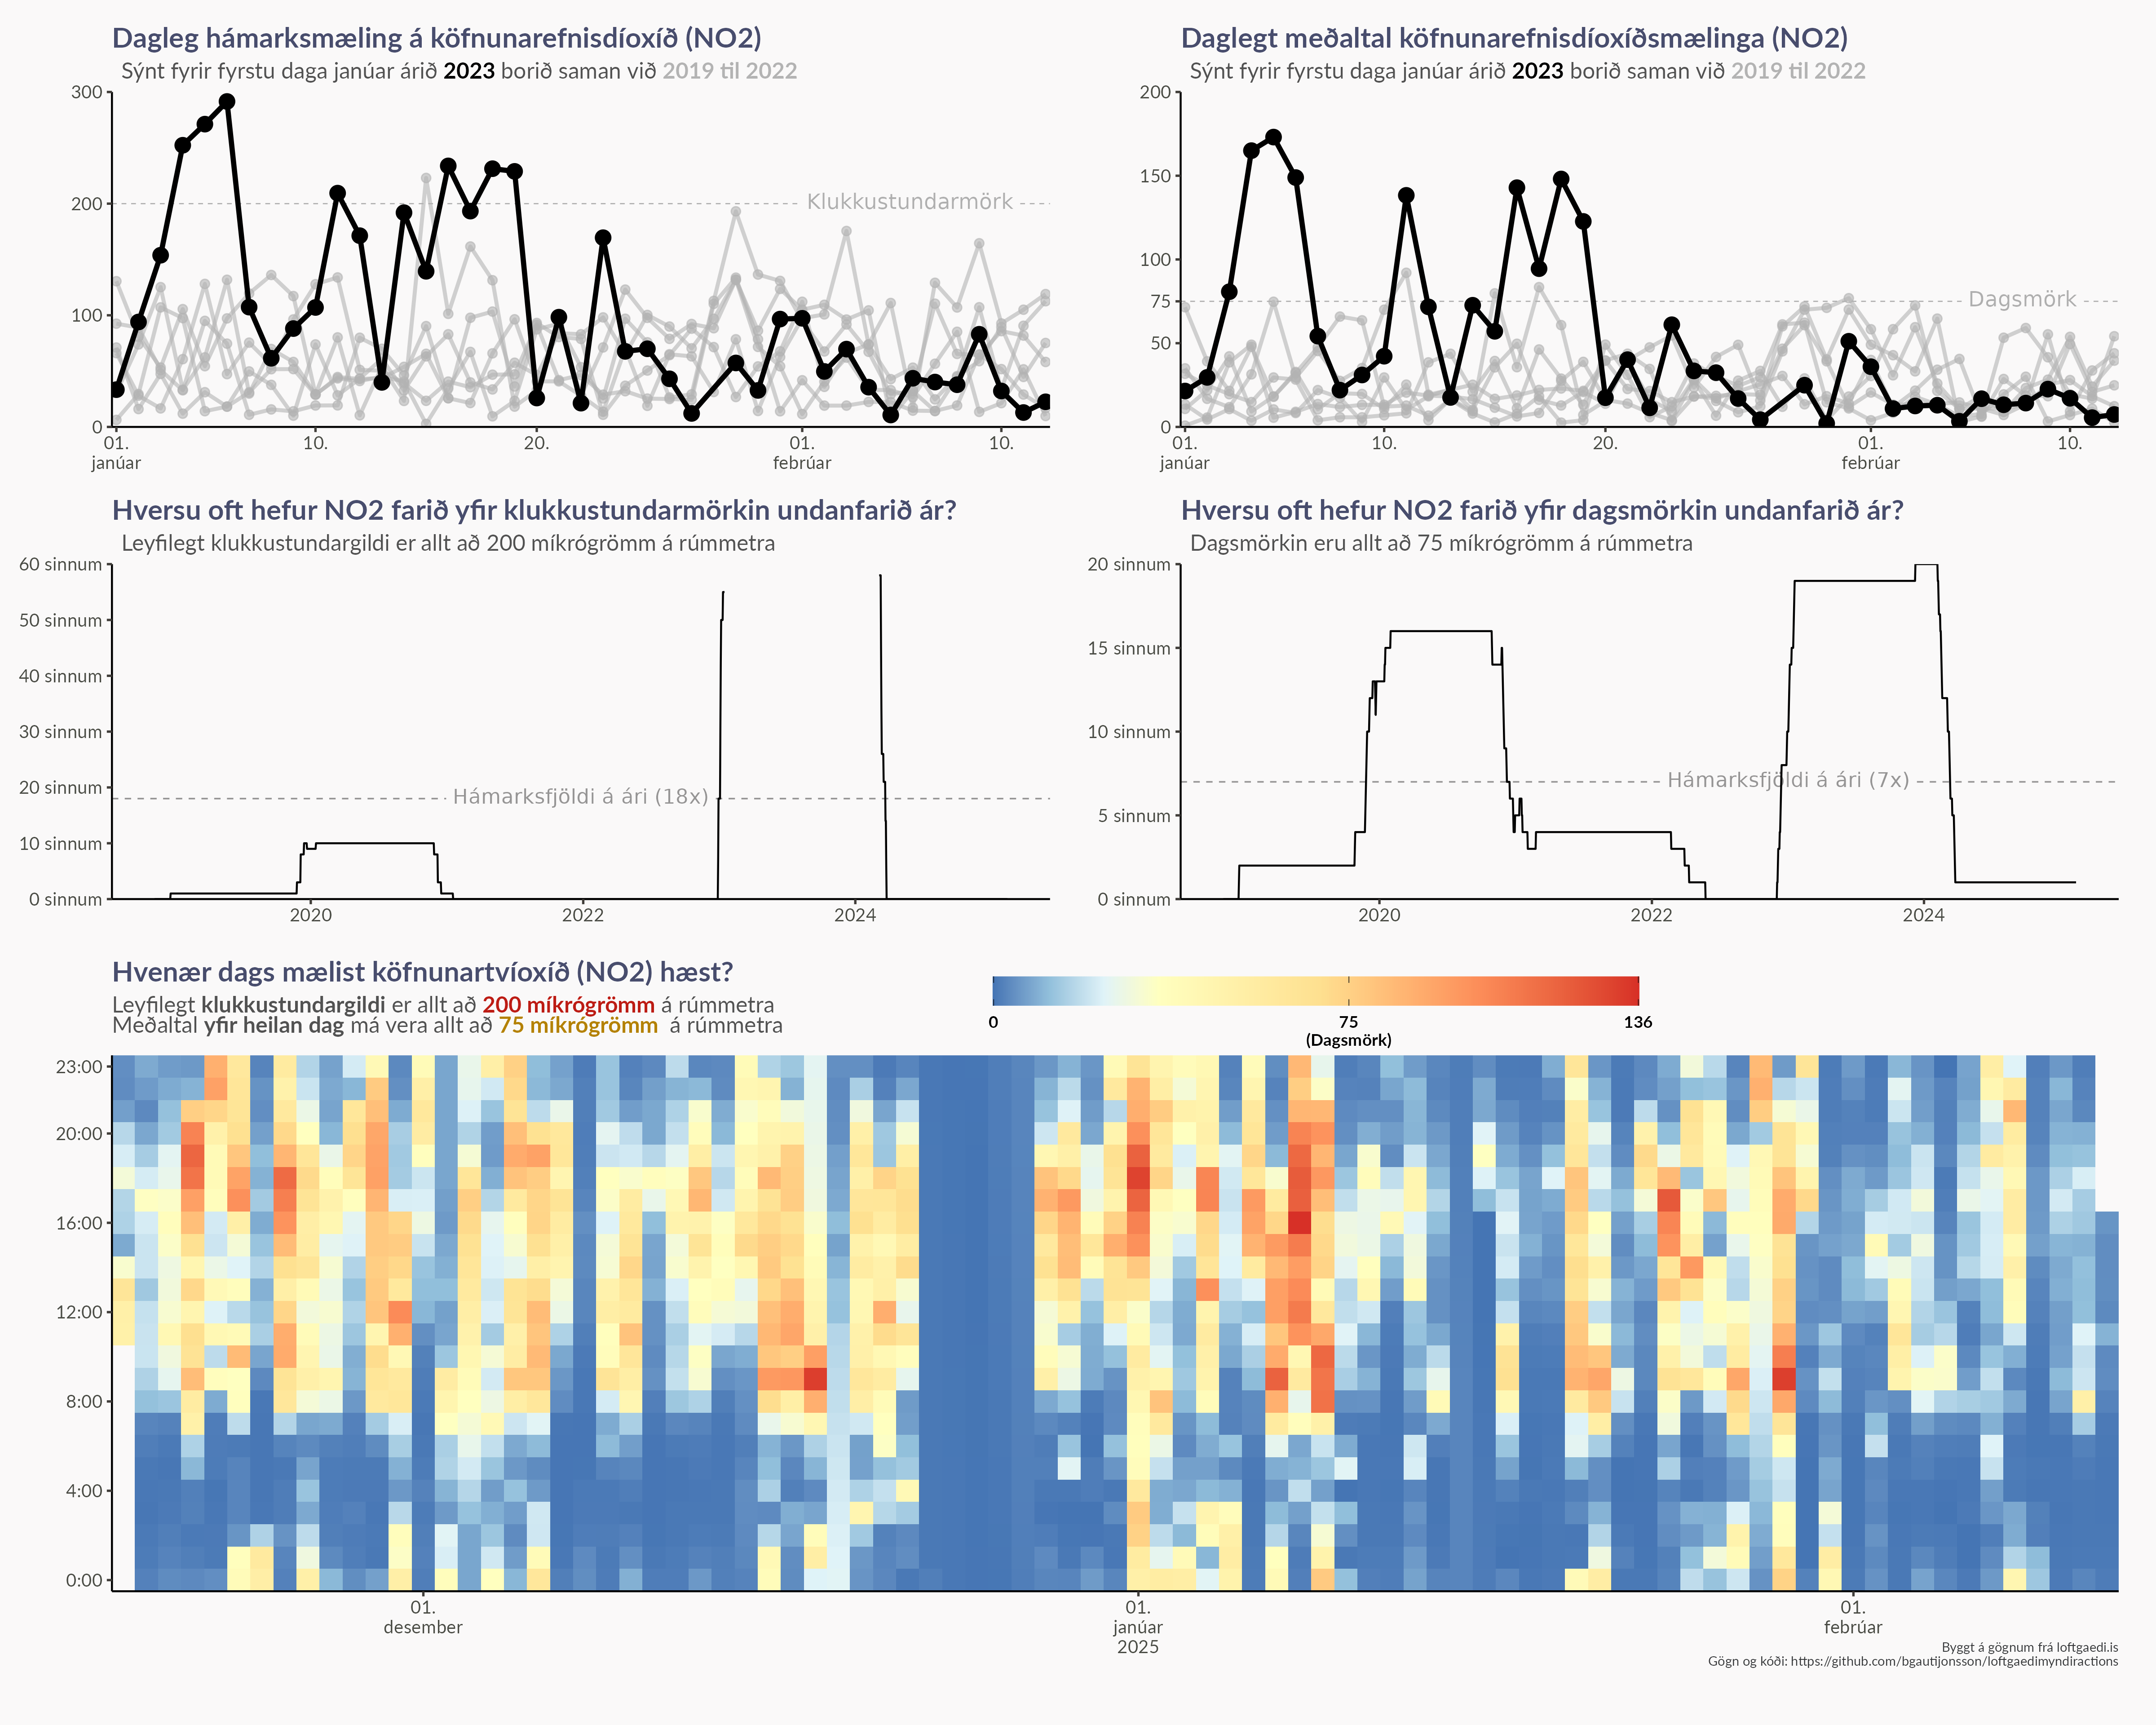 Dagleg hámarksmæling á köfnunarefnisdíoxíð (NO2)
Sýnt fyrir fyrstu daga janúar árið 2023 borið saman við 2019 til 2022
300
200
100
0
Klukkustundarmörk
01.
janúar
10.
20.
01.
febrúar
10.
Daglegt meðaltal köfnunarefnisdíoxíðsmælinga (NO2)
Sýnt fyrir fyrstu daga janúar árið 2023 borið saman við 2019 til 2022
200
150
100
75
50
0
Dagsmörk
01.
janúar
10.
20.
01.
febrúar
10.
Hversu oft hefur NO2 farið yfir klukkustundarmörkin undanfarið ár?
Leyfilegt klukkustundargildi er allt að 200 míkrógrömm á rúmmetra
60 sinnum
50 sinnum
40 sinnum
30 sinnum
20 sinnum
10 sinnum
0 sinnum
Hámarksfjöldi á ári (18x)
2020
2022
2024
Hversu oft hefur NO2 farið yfir dagsmörkin undanfarið ár?
Dagsmörkin eru allt að 75 míkrógrömm á rúmmetra
20 sinnum
15 sinnum
10 sinnum
5 sinnum
0 sinnum
Hámarksfjöldi á ári (7x)
2020
2022
2024
Hvenær dags mælist köfnunartvíoxíð (NO2) hæst?
Leyfilegt klukkustundargildi er allt að 200 míkrógrömm á rúmmetra
Meðaltal yfir heilan dag má vera allt að 75 míkrógrömm á rúmmetra
0
75
(Dagsmörk)
136
23:00
20:00
16:00
12:00
8:00
4:00
0:00
01.
desember
01.
janúar
2025
01.
febrúar
Byggt á gögnum frá loftgaedi.is
Gögn og kóði: https://github.com/bgautijonsson/loftgaedimyndiractions